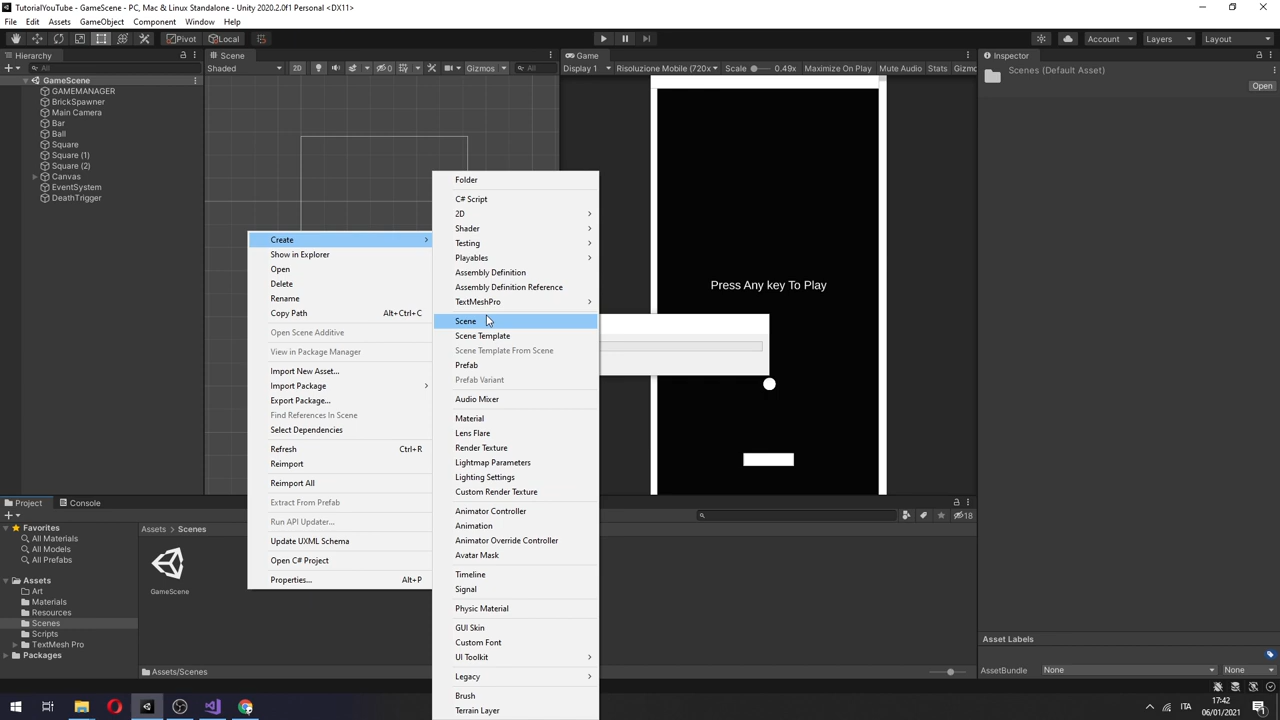 TutorialYouTube - GameScene - PC, Mac & Linux Standalone - Unity 2020.2.0f1 Personal <DX11>
File Edit Assets GameObject Component Window Help
Pivot Local Account Layers Layout
Hierarchy
All
GameScene
GAMEMANAGER
BrickSpawner
Main Camera
Bar
Ball
Square
Square (1)
Square (2)
Canvas
EventSystem
DeathTrigger
Scene
Shaded 2D 0 Gizmos All
Game
Display 1 Risoluzione Mobile (720x Scale 0.49x Maximize On Play Mute Audio Stats Gizmo
Press Any key To Play
Inspector
Scenes (Default Asset)
Open
Create
Show in Explorer
Open
Delete
Rename
Copy Path Alt+Ctrl+C
Open Scene Additive
View in Package Manager
Import New Asset...
Import Package
Export Package...
Find References In Scene
Select Dependencies
Refresh Ctrl+R
Reimport
Reimport All
Extract From Prefab
Run API Updater...
Update UXML Schema
Open C# Project
Properties... Alt+P
Folder
C# Script
2D
Shader
Testing
Playables
Assembly Definition
Assembly Definition Reference
TextMeshPro
Scene
Scene Template
Scene Template From Scene
Prefab
Prefab Variant
Audio Mixer
Material
Lens Flare
Render Texture
Lightmap Parameters
Lighting Settings
Custom Render Texture
Animator Controller
Animation
Animator Override Controller
Avatar Mask
Timeline
Signal
Physic Material
GUI Skin
Custom Font
UI Toolkit
Legacy
Brush
Terrain Layer
Project Console
18
Favorites
All Materials
All Models
All Prefabs
Assets
Art
Materials
Resources
Scenes
Scripts
TextMesh Pro
Packages
Assets > Scenes
GameScene
Assets/Scenes
Asset Labels
AssetBundle None None
ITA
17:42
06/01/2021